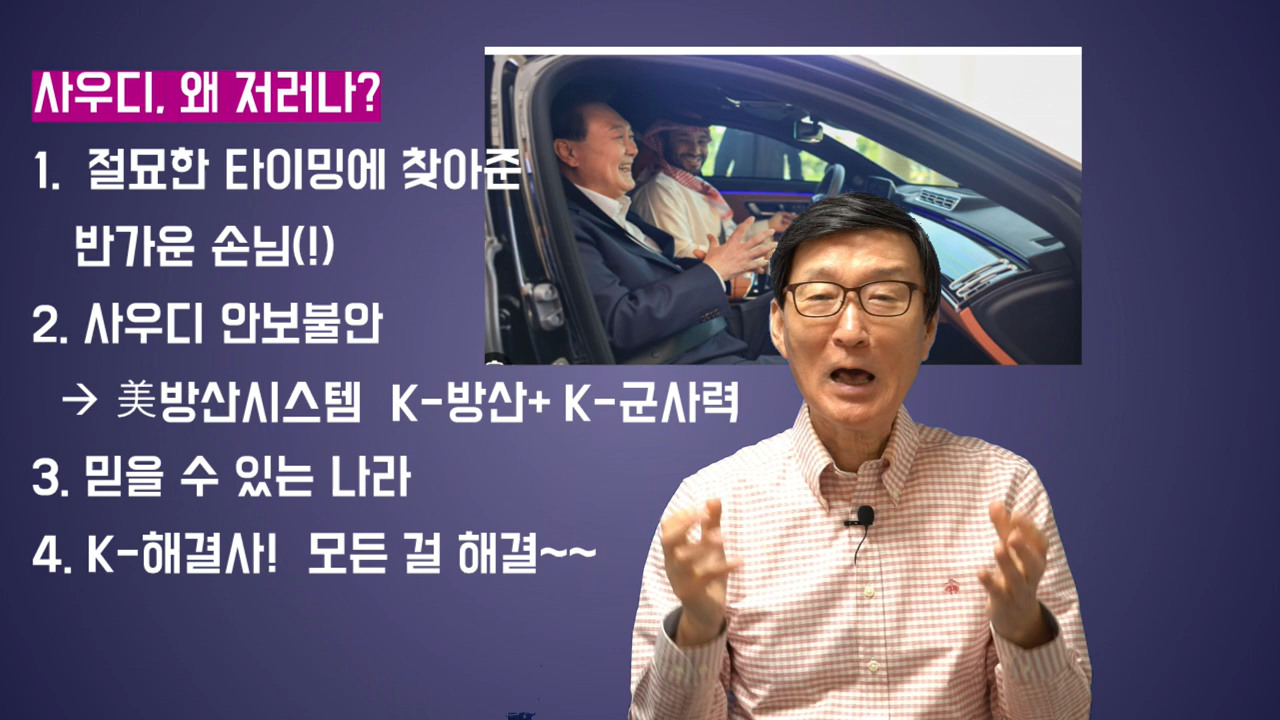 사우디, 왜 저러나?
1. 절묘한 타이밍에 찾아준
반가운 손님(!)
2. 사우디 안보불안
→ 美방산시스템 K-방산+ K-군사력
3. 믿을 수 있는 나라
4. K-해결사! 모든 걸 해결~~